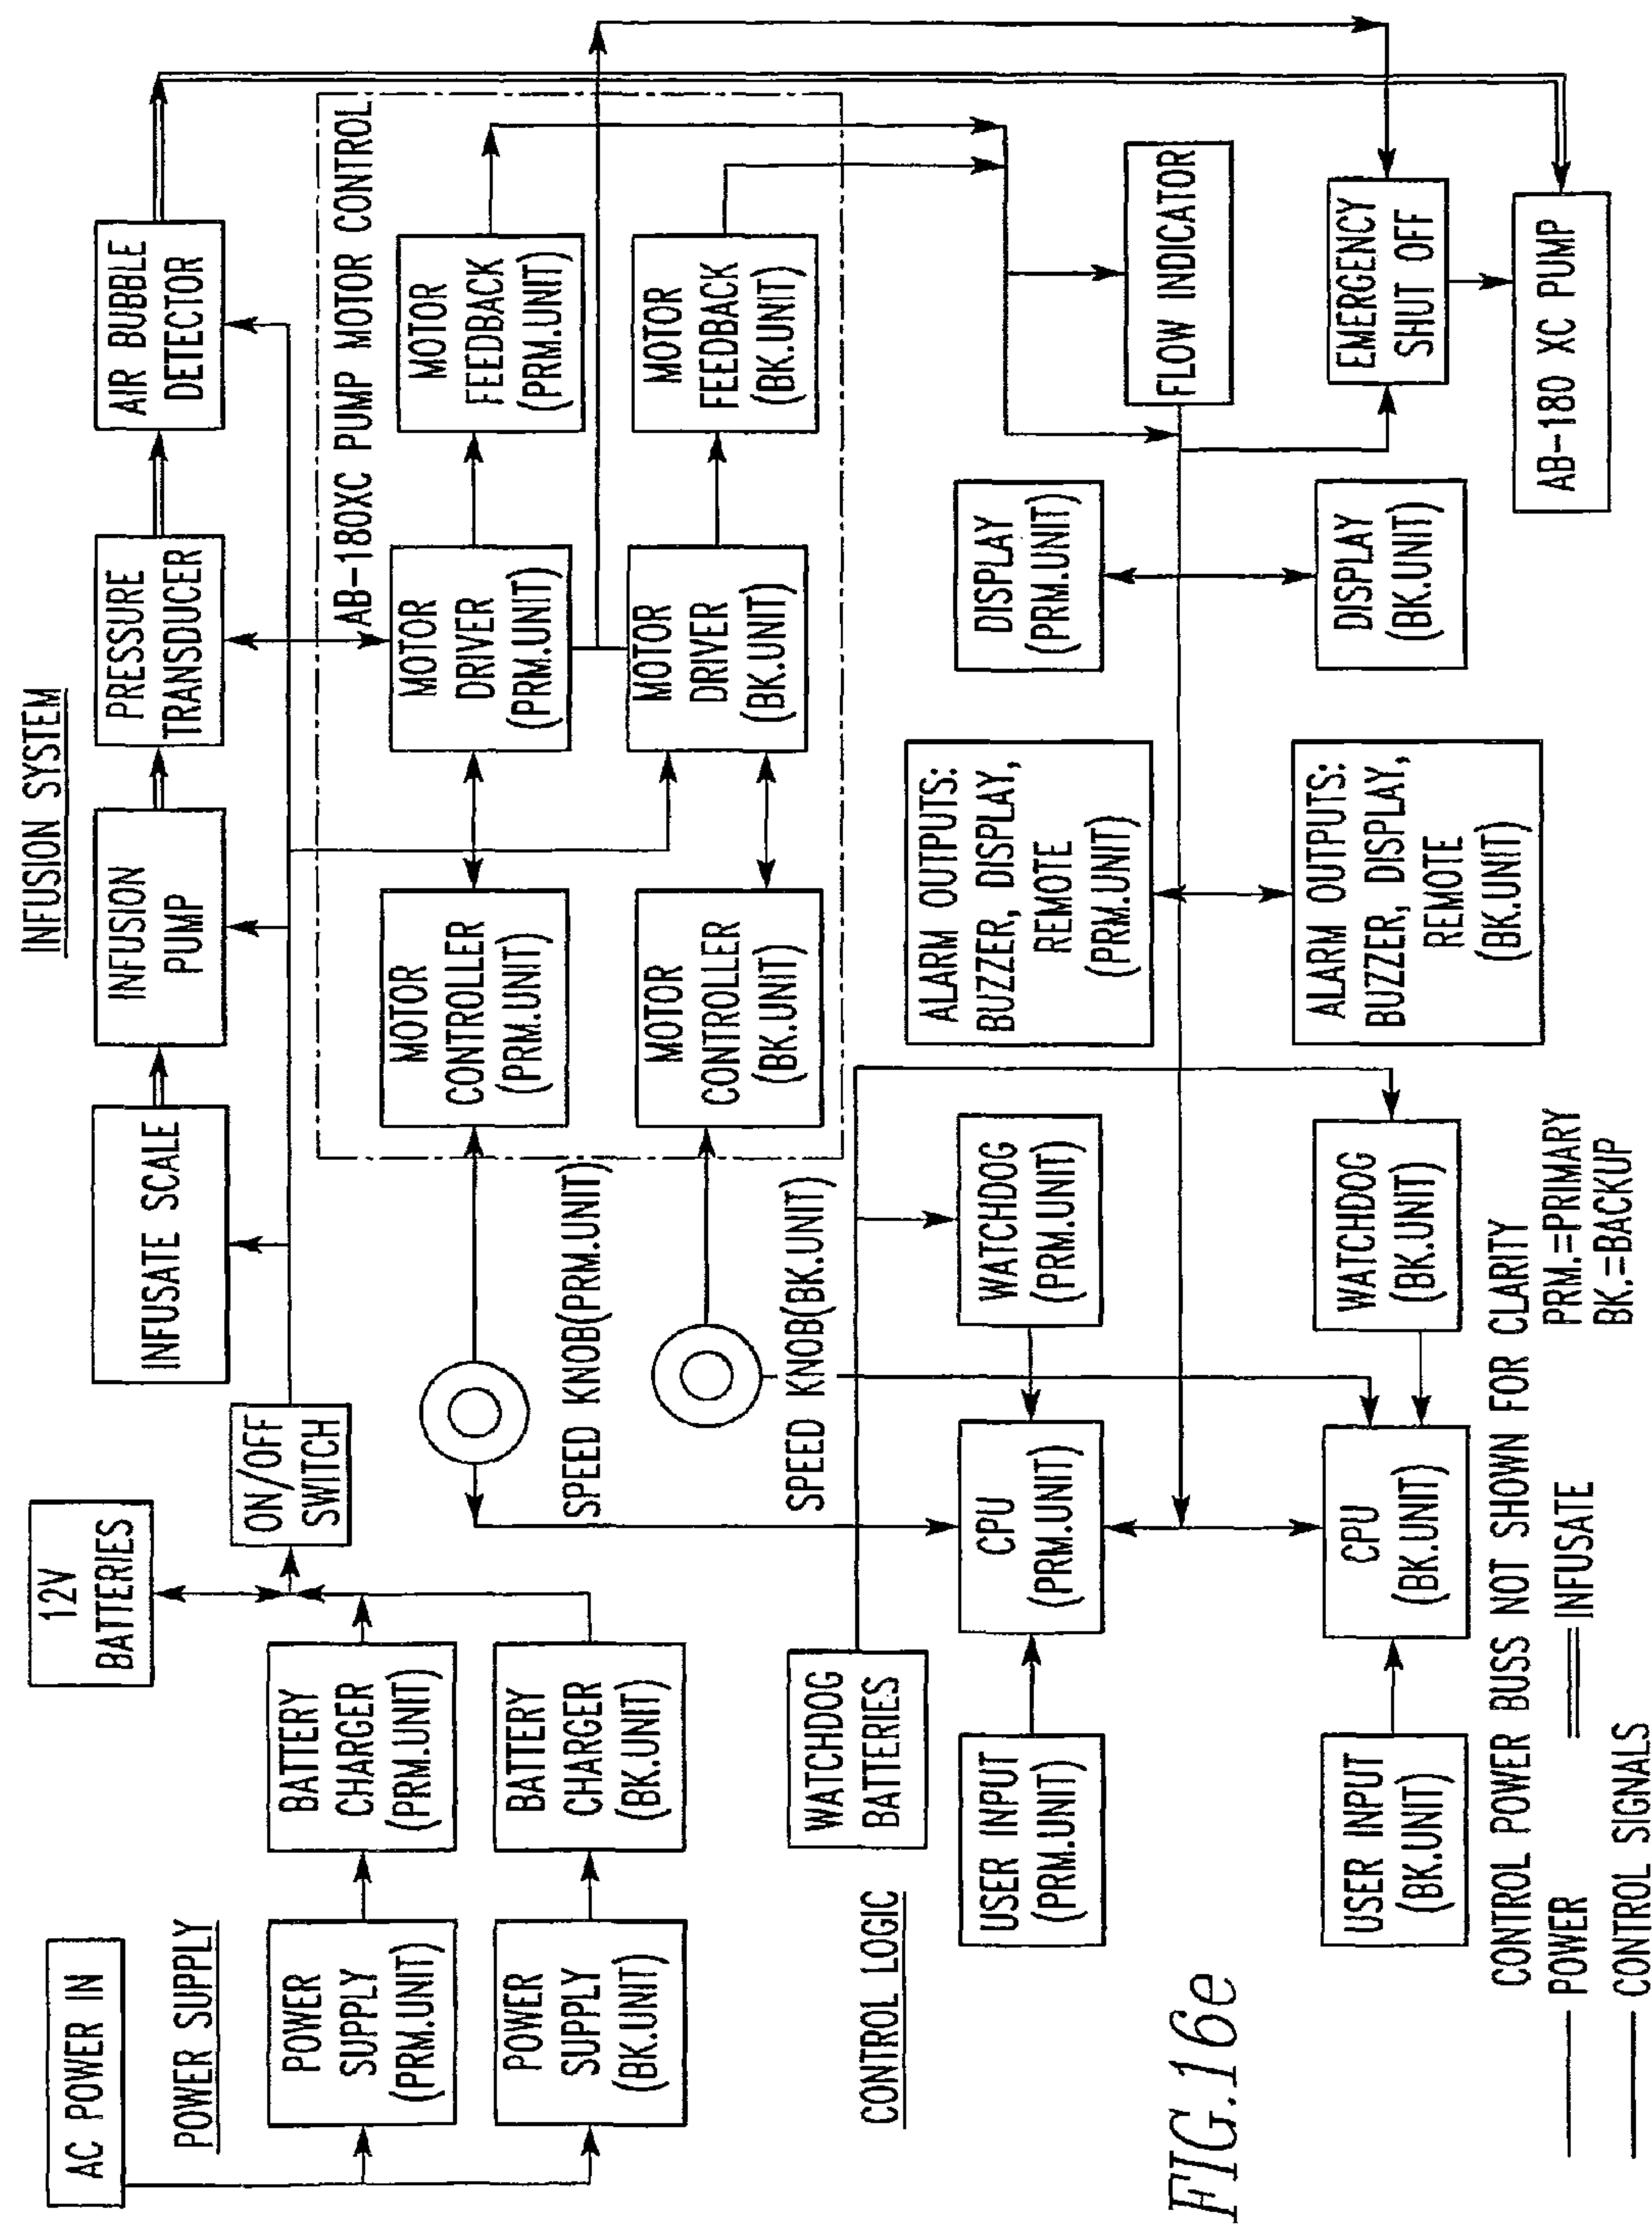 AC POWER IN
POWER SUPPLY
POWER
SUPPLY
(PRM.UNIT)
POWER
SUPPLY
(BK.UNIT)
BATTERY
CHARGER
(PRM.UNIT)
BATTERY
CHARGER
(BK.UNIT)
12V
BATTERIES
ON/OFF
SWITCH
INFUSION SYSTEM
INFUSATE SCALE
INFUSION
PUMP
PRESSURE
TRANSDUCER
AIR BUBBLE
DETECTOR
AB-180XC PUMP MOTOR CONTROL
MOTOR
CONTROLLER
(PRM.UNIT)
MOTOR
DRIVER
(PRM.UNIT)
MOTOR
FEEDBACK
(PRM.UNIT)
MOTOR
CONTROLLER
(BK.UNIT)
MOTOR
DRIVER
(BK.UNIT)
MOTOR
FEEDBACK
(BK.UNIT)
SPEED KNOB(PRM.UNIT)
SPEED KNOB(BK.UNIT)
CONTROL LOGIC
WATCHDOG
BATTERIES
USER INPUT
(PRM.UNIT)
CPU
(PRM.UNIT)
WATCHDOG
(PRM.UNIT)
ALARM OUTPUTS:
BUZZER, DISPLAY,
REMOTE
(PRM.UNIT)
DISPLAY
(PRM.UNIT)
FLOW INDICATOR
USER INPUT
(BK.UNIT)
CPU
(BK.UNIT)
WATCHDOG
(BK.UNIT)
ALARM OUTPUTS:
BUZZER, DISPLAY,
REMOTE
(BK.UNIT)
DISPLAY
(BK.UNIT)
EMERGENCY
SHUT OFF
AB-180 XC PUMP
FIG.16e
CONTROL POWER BUSS NOT SHOWN FOR CLARITY
POWER
INFUSATE
PRM.=PRIMARY
CONTROL SIGNALS
BK.=BACKUP